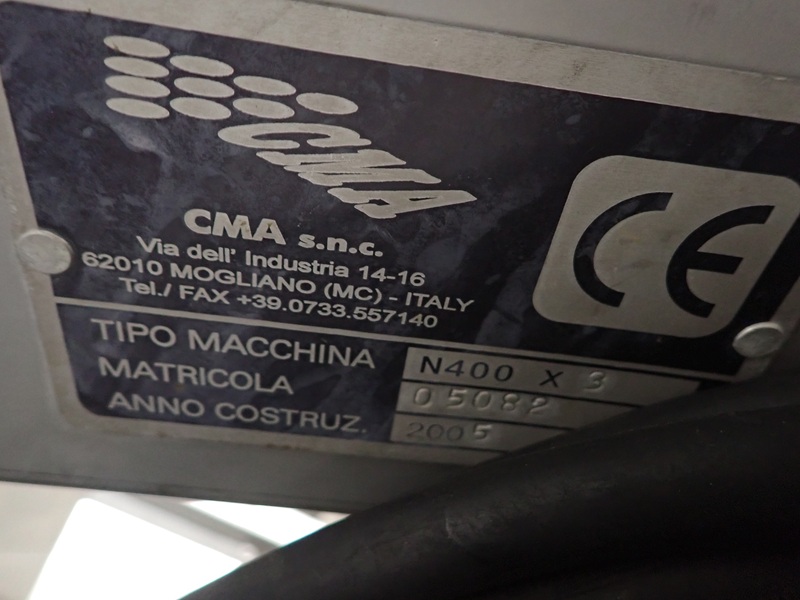 CMA
CMA s.n.c.
Via dell' Industria 14-16
62010 MOGLIANO (MC) - ITALY
Tel./ FAX +39.0733.557140
CE
TIPO MACCHINA N400 X 3
MATRICOLA 05082
ANNO COSTRUZ. 2005